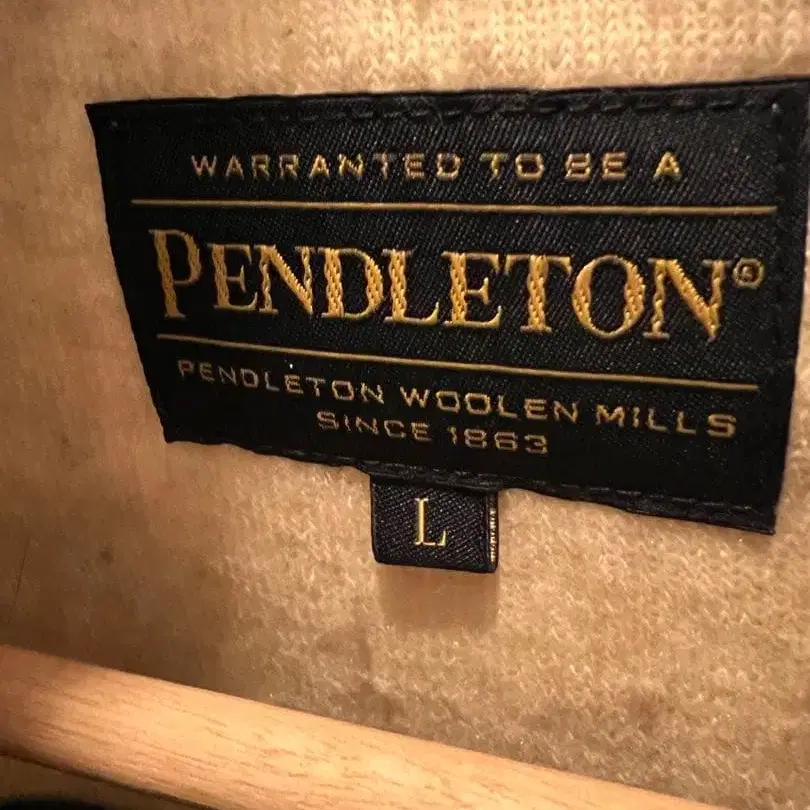 WARRANTED TO BE A
PENDLETON®
PENDLETON WOOLEN MILLS
SINCE 1863
L